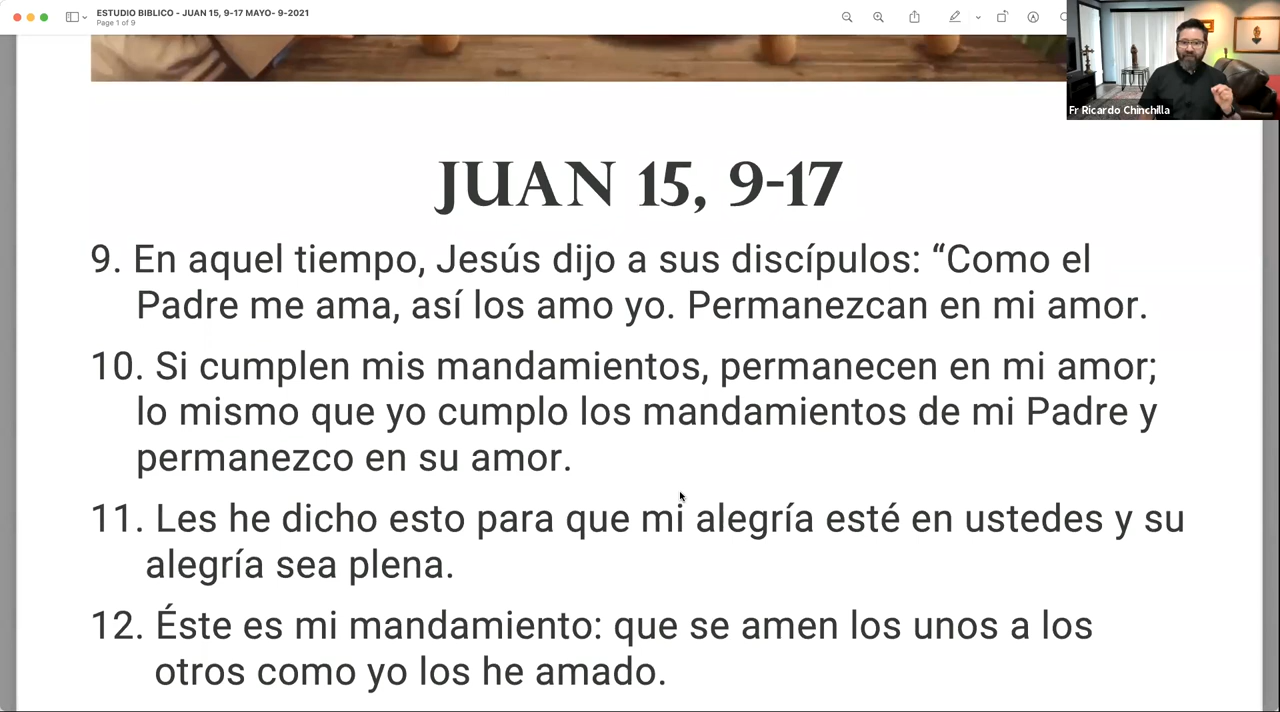 ESTUDIO BIBLICO - JUAN 15, 9-17 MAYO- 9-2021
Page 1 of 9
Fr Ricardo Chinchilla
JUAN 15, 9-17
9. En aquel tiempo, Jesús dijo a sus discípulos: “Como el
Padre me ama, así los amo yo. Permanezcan en mi amor.
10. Si cumplen mis mandamientos, permanecen en mi amor;
lo mismo que yo cumplo los mandamientos de mi Padre y
permanezco en su amor.
11. Les he dicho esto para que mi alegría esté en ustedes y su
alegría sea plena.
12. Éste es mi mandamiento: que se amen los unos a los
otros como yo los he amado.